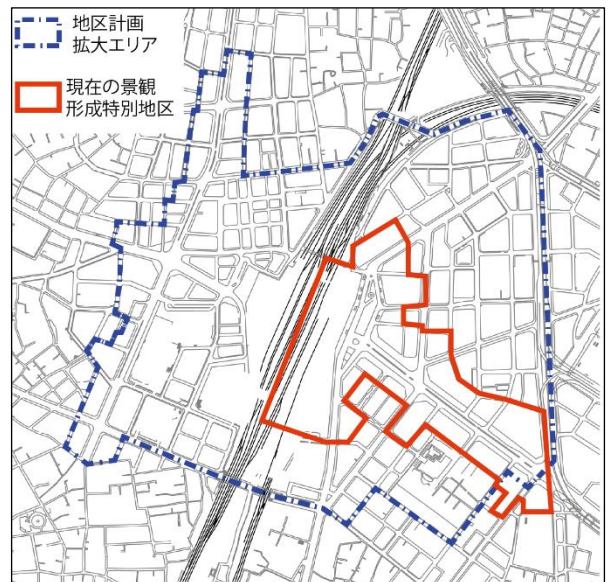 地区計画
拡大エリア
現在の景観
形成特別地区